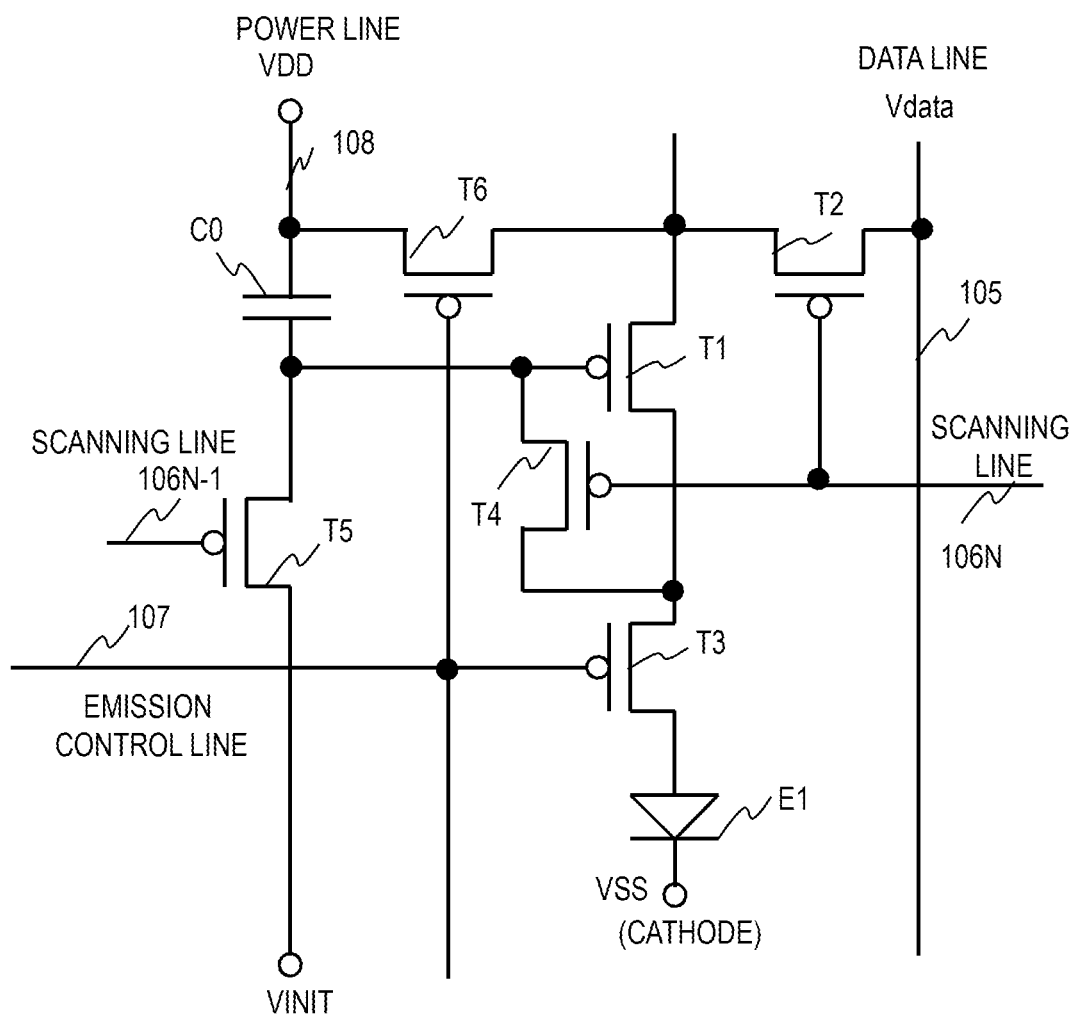 POWER LINE
VDD
DATA LINE
Vdata
108
T6
T2
C0
105
T1
SCANNING LINE
106N-1
SCANNING
LINE
T4
T5
106N
107
T3
EMISSION
CONTROL LINE
E1
VSS
(CATHODE)
VINIT